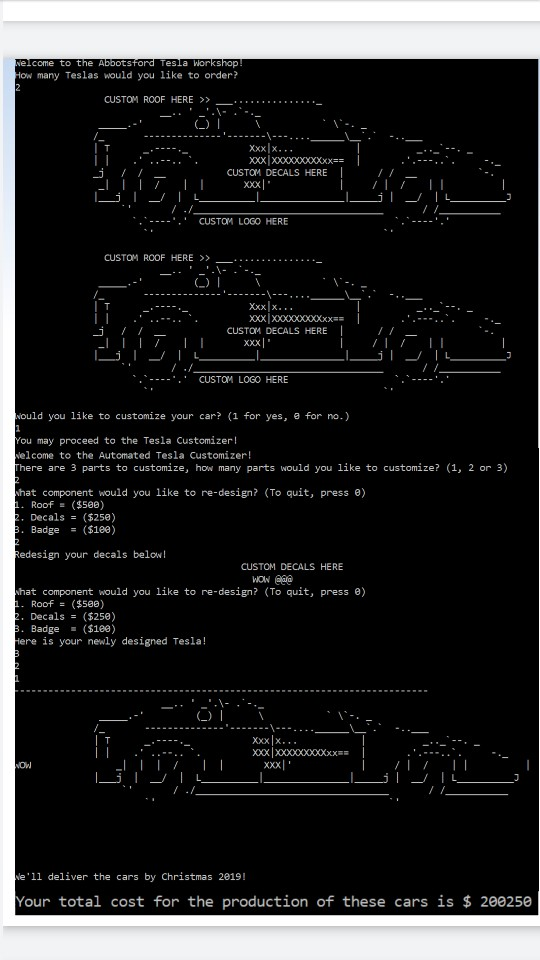 Welcome to the Abbotsford Tesla Workshop!
How many Teslas would you like to order?
2
CUSTOM ROOF HERE >>
T
Xxx|x...
XXX|XXXXXXXXXxx==
CUSTOM DECALS HERE
XXX|'
CUSTOM LOGO HERE
CUSTOM ROOF HERE >>
T
Xxx|x...
XXX|XXXXXXXXXxx==
CUSTOM DECALS HERE
XXX|'
CUSTOM LOGO HERE
Would you like to customize your car? (1 for yes, 0 for no.)
1
You may proceed to the Tesla Customizer!
Welcome to the Automated Tesla Customizer!
There are 3 parts to customize, how many parts would you like to customize? (1, 2 or 3)
2
What component would you like to re-design? (To quit, press 0)
1. Roof = ($500)
2. Decals = ($250)
3. Badge  = ($100)
2
Redesign your decals below!
CUSTOM DECALS HERE
WOW @@@
What component would you like to re-design? (To quit, press 0)
1. Roof = ($500)
2. Decals = ($250)
3. Badge  = ($100)
Here is your newly designed Tesla!
3
2
1
T
Xxx|x...
XXX|XXXXXXXXXxx==
WOW
XXX|'
We'll deliver the cars by Christmas 2019!
Your total cost for the production of these cars is $ 200250